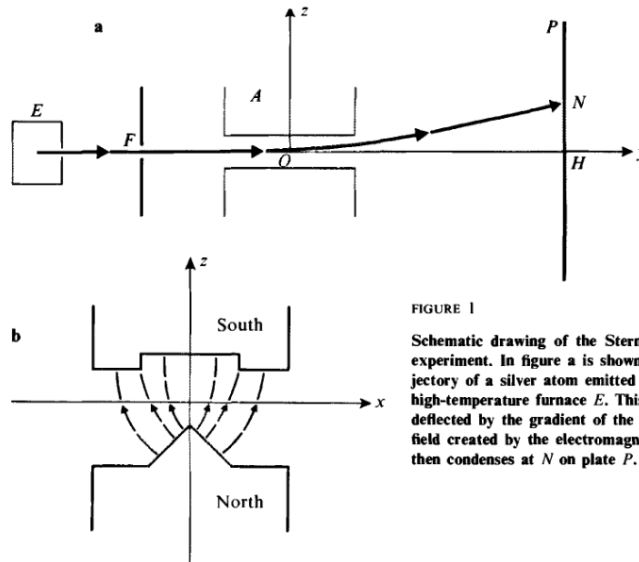 a
z
P
E
A
N
F
O
H
b
z
South
x
North
FIGURE 1
Schematic drawing of the Stern
experiment. In figure a is shown
jectory of a silver atom emitted
high-temperature furnace E. This
deflected by the gradient of the
field created by the electromagn
then condenses at N on plate P.